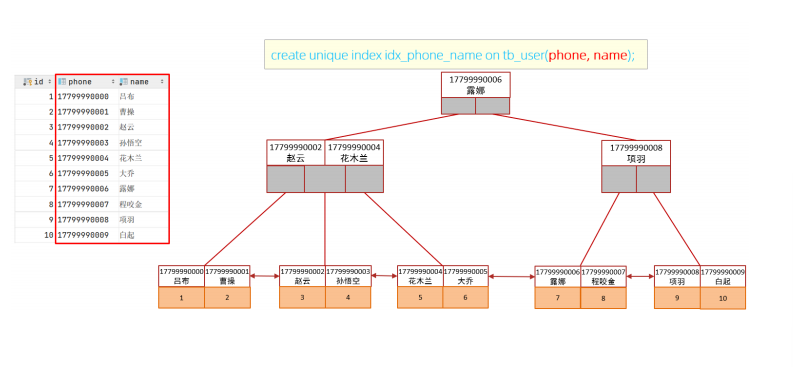 create unique index idx_phone_name on tb_user(phone, name);
id phone name
1 17799990000 吕布
2 17799990001 曹操
3 17799990002 赵云
4 17799990003 孙悟空
5 17799990004 花木兰
6 17799990005 大乔
7 17799990006 露娜
8 17799990007 程咬金
9 17799990008 项羽
10 17799990009 白起
17799990006
露娜
17799990002 17799990004
赵云 花木兰
17799990008
项羽
17799990000 17799990001 17799990002 17799990003 17799990004 17799990005 17799990006 17799990007 17799990008 17799990009
吕布 曹操 赵云 孙悟空 花木兰 大乔 露娜 程咬金 项羽 白起
1 2 3 4 5 6 7 8 9 10